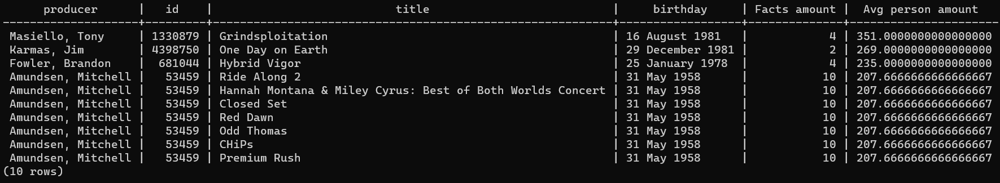 producer      |   id    |                           title                           |     birthday     | Facts amount |  Avg person amount
--------------------+---------+-----------------------------------------------------------+------------------+--------------+----------------------
 Masiello, Tony     | 1330879 | Grindsploitation                                          | 16 August 1981   |            4 | 351.0000000000000000
 Karmas, Jim        | 4398750 | One Day on Earth                                          | 29 December 1981 |            2 | 269.0000000000000000
 Fowler, Brandon    |  681044 | Hybrid Vigor                                              | 25 January 1978  |            4 | 235.0000000000000000
 Amundsen, Mitchell |   53459 | Ride Along 2                                              | 31 May 1958      |           10 | 207.6666666666666667
 Amundsen, Mitchell |   53459 | Hannah Montana & Miley Cyrus: Best of Both Worlds Concert | 31 May 1958      |           10 | 207.6666666666666667
 Amundsen, Mitchell |   53459 | Closed Set                                                | 31 May 1958      |           10 | 207.6666666666666667
 Amundsen, Mitchell |   53459 | Red Dawn                                                  | 31 May 1958      |           10 | 207.6666666666666667
 Amundsen, Mitchell |   53459 | Odd Thomas                                                | 31 May 1958      |           10 | 207.6666666666666667
 Amundsen, Mitchell |   53459 | CHiPs                                                     | 31 May 1958      |           10 | 207.6666666666666667
 Amundsen, Mitchell |   53459 | Premium Rush                                              | 31 May 1958      |           10 | 207.6666666666666667
(10 rows)